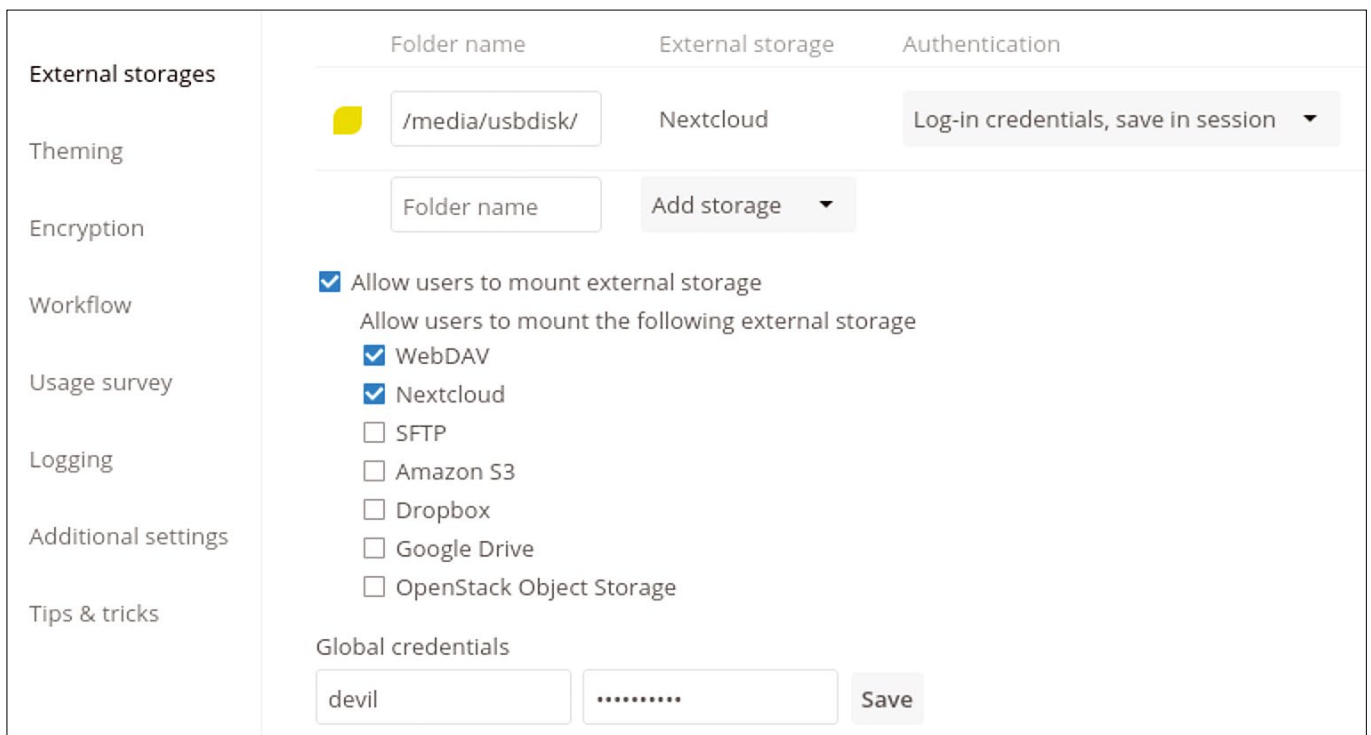 Folder name External storage Authentication
External storages
/media/usbdisk/ Nextcloud Log-in credentials, save in session
Theming
Folder name Add storage
Encryption
Allow users to mount external storage
Workflow
Allow users to mount the following external storage
WebDAV
Usage survey
Nextcloud
SFTP
Logging
Amazon S3
Dropbox
Additional settings
Google Drive
OpenStack Object Storage
Tips & tricks
Global credentials
devil •••••••••• Save